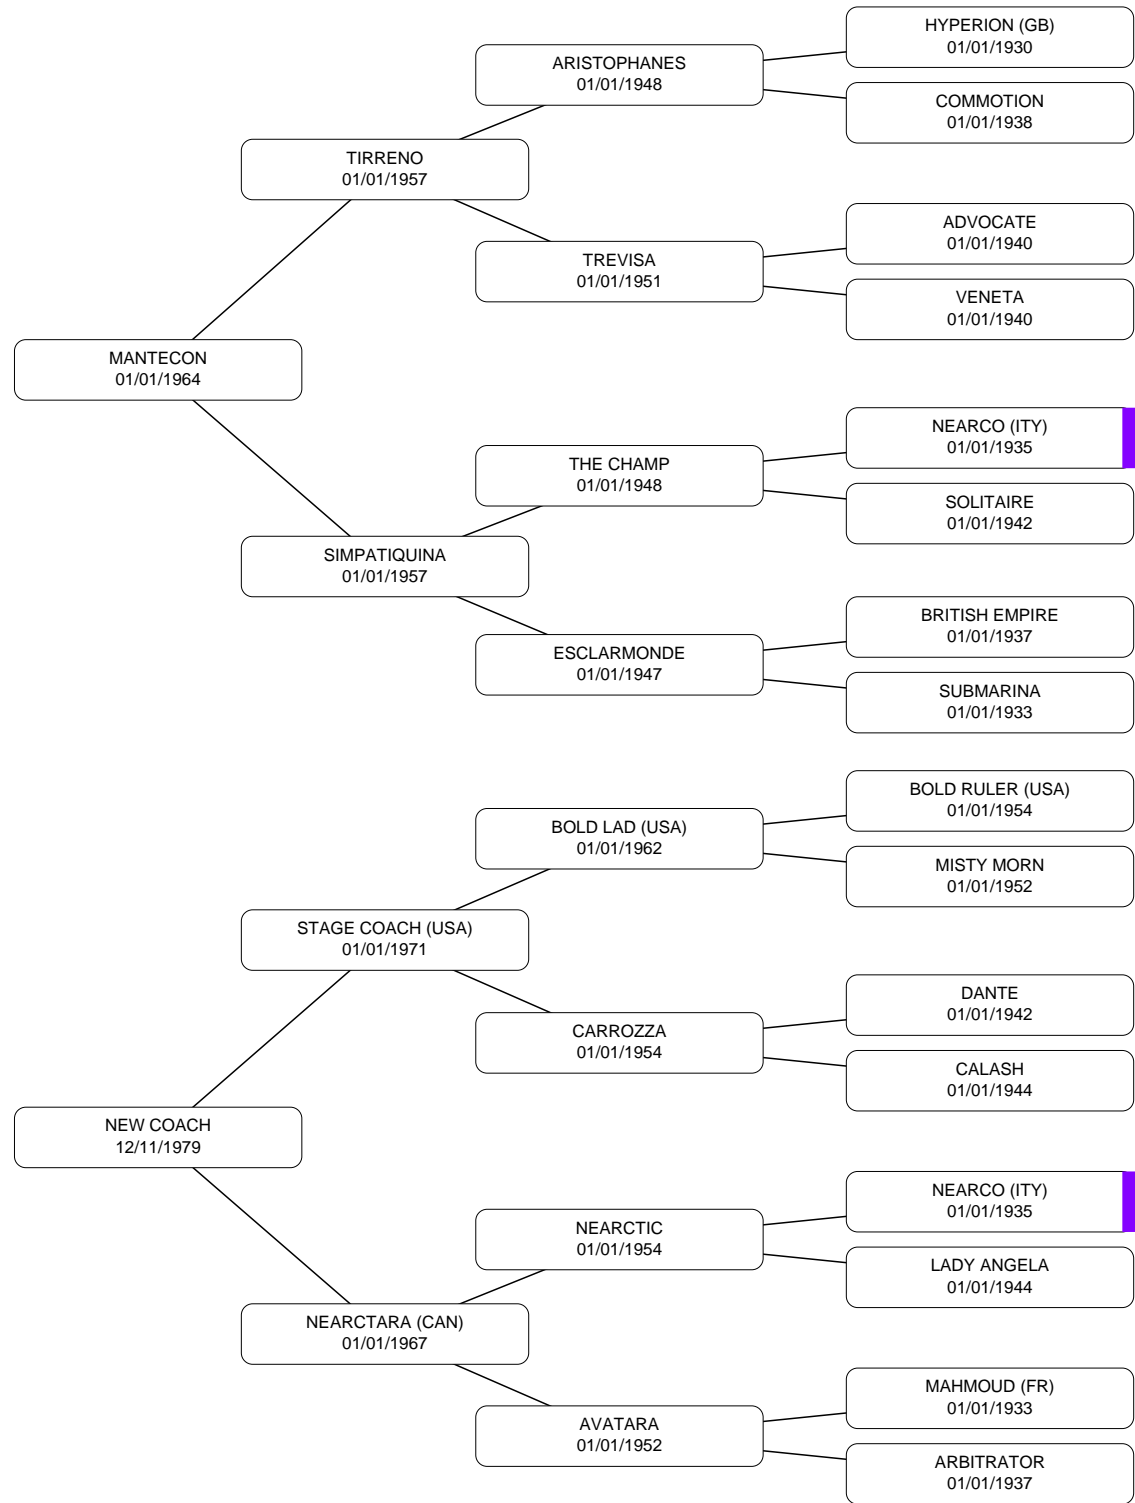 HYPERION (GB)
01/01/1930
ARISTOPHANES
01/01/1948
COMMOTION
01/01/1938
TIRRENO
01/01/1957
ADVOCATE
01/01/1940
TREVISA
01/01/1951
VENETA
01/01/1940
MANTECON
01/01/1964
NEARCO (ITY)
01/01/1935
THE CHAMP
01/01/1948
SOLITAIRE
01/01/1942
SIMPATIQUINA
01/01/1957
BRITISH EMPIRE
01/01/1937
ESCLARMONDE
01/01/1947
SUBMARINA
01/01/1933
BOLD RULER (USA)
01/01/1954
BOLD LAD (USA)
01/01/1962
MISTY MORN
01/01/1952
STAGE COACH (USA)
01/01/1971
DANTE
01/01/1942
CARROZZA
01/01/1954
CALASH
01/01/1944
NEW COACH
12/11/1979
NEARCO (ITY)
01/01/1935
NEARCTIC
01/01/1954
LADY ANGELA
01/01/1944
NEARCTARA (CAN)
01/01/1967
MAHMOUD (FR)
01/01/1933
AVATARA
01/01/1952
ARBITRATOR
01/01/1937